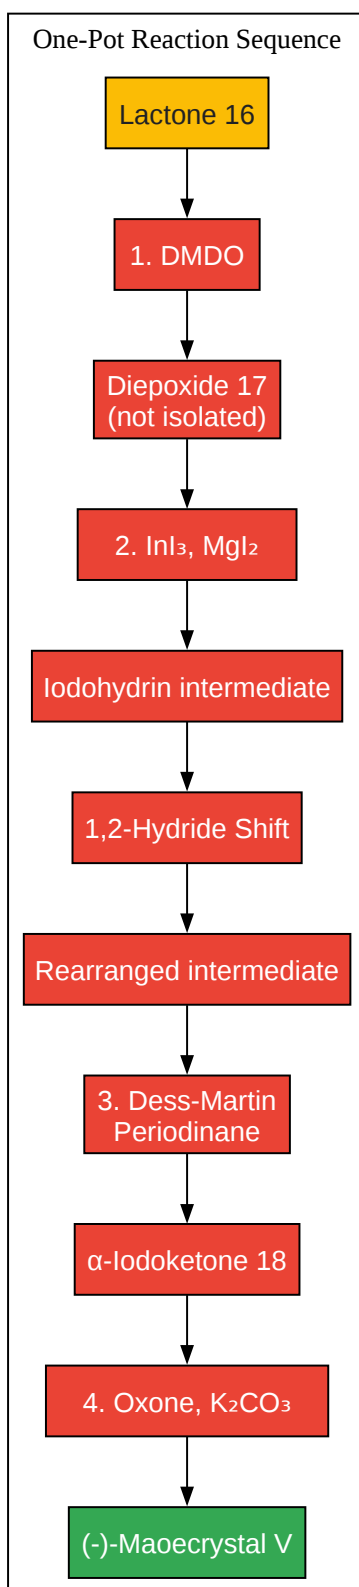 One-Pot Reaction Sequence
Lactone 16
1. DMDO
Diepoxide 17
(not isolated)
2. InI₃, MgI₂
Iodohydrin intermediate
1,2-Hydride Shift
Rearranged intermediate
3. Dess-Martin
Periodinane
α-Iodoketone 18
4. Oxone, K₂CO₃
(-)-Maoecrystal V